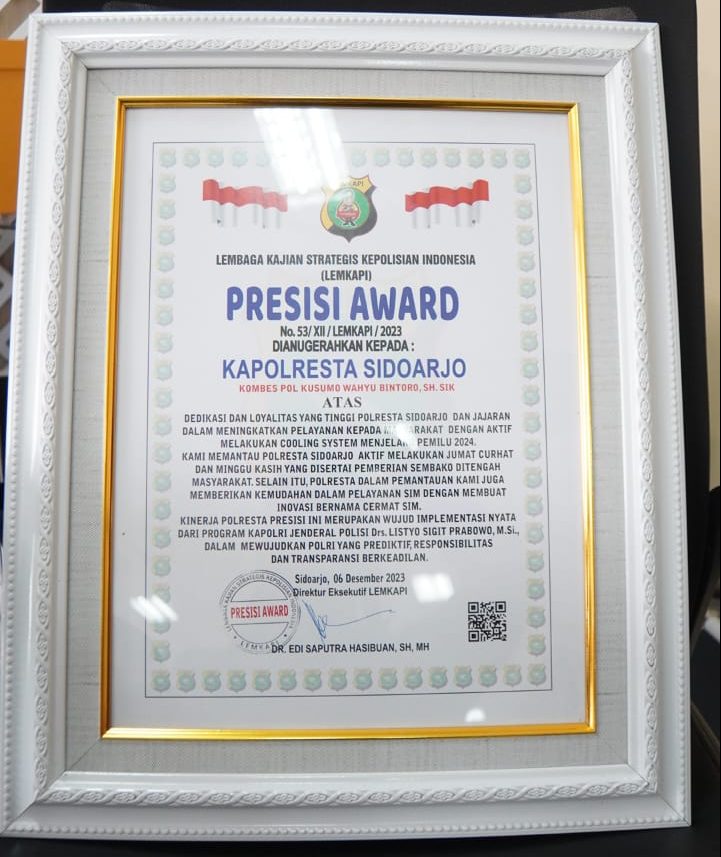 LEMBAGA KAJIAN STRATEGIS KEPOLISIAN INDONESIA
(LEMKAPI)
PRESISI AWARD
No. 53/ XII / LEMKAPI / 2023
DIANUGERAHKAN KEPADA :
KAPOLRESTA SIDOARJO
KOMBES POL KUSUMO WAHYU BINTORO, SH. SIK
ATAS
DEDIKASI DAN LOYALITAS YANG TINGGI POLRESTA SIDOARJO DAN JAJARAN
DALAM MENINGKATKAN PELAYANAN KEPADA MASYARAKAT DENGAN AKTIF
MELAKUKAN COOLING SYSTEM MENJELANG PEMILU 2024.
KAMI MEMANTAU POLRESTA SIDOARJO AKTIF MELAKUKAN JUMAT CURHAT
DAN MINGGU KASIH YANG DISERTAI PEMBERIAN SEMBAKO DITENGAH
MASYARAKAT. SELAIN ITU, POLRESTA DALAM PEMANTAUAN KAMI JUGA
MEMBERIKAN KEMUDAHAN DALAM PELAYANAN SIM DENGAN MEMBUAT
INOVASI BERNAMA CERMAT SIM.
KINERJA POLRESTA PRESISI INI MERUPAKAN WUJUD IMPLEMENTASI NYATA
DARI PROGRAM KAPOLRI JENDERAL POLISI Drs. LISTYO SIGIT PRABOWO, M.Si.,
DALAM MEWUJUDKAN POLRI YANG PREDIKTIF, RESPONSIBILITAS
DAN TRANSPARANSI BERKEADILAN.
Sidoarjo, 06 Desember 2023
Direktur Eksekutif LEMKAPI
LEMBAGA KAJIAN STRATEGIS KEPOLISIAN INDONESIA
PRESISI AWARD
LEMKAPI
DR. EDI SAPUTRA HASIBUAN, SH, MH